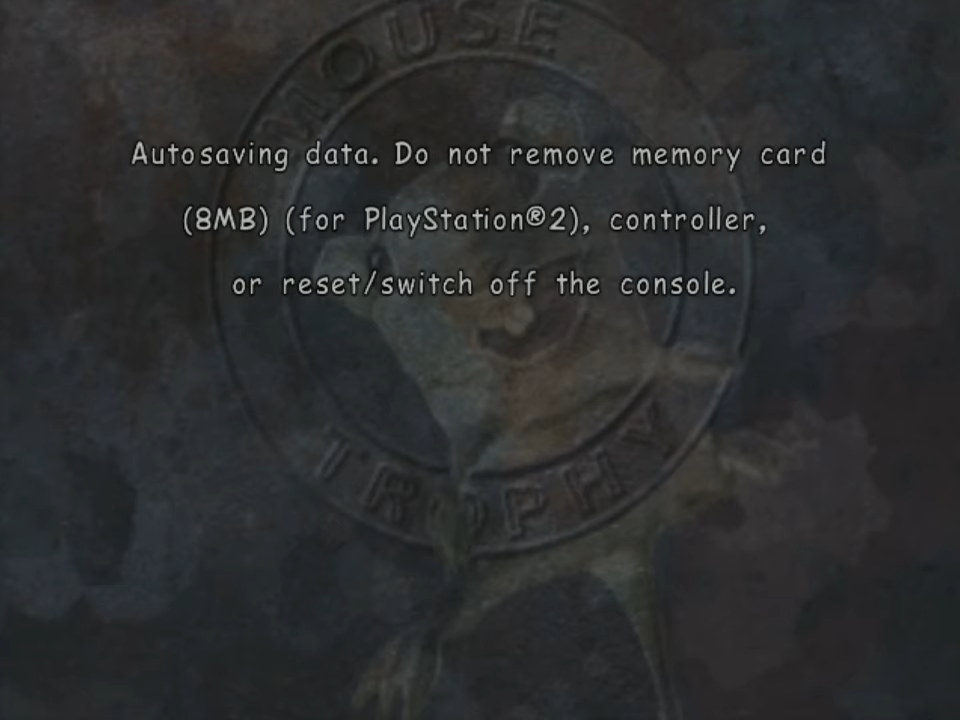 MOUSE
Autosaving data. Do not remove memory card
(8MB) (for PlayStation®2), controller,
or reset/switch off the console.
TROPHY